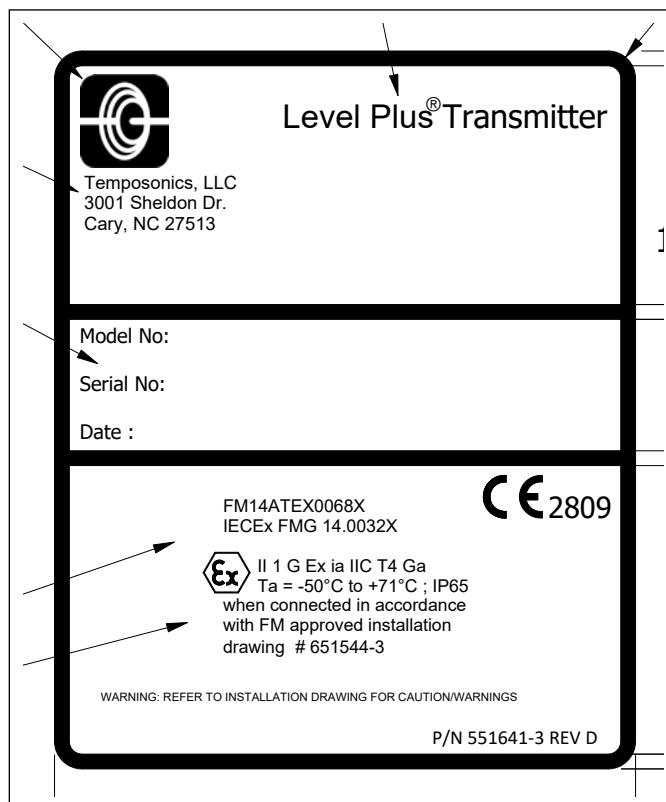 Level Plus® Transmitter
Temposonics, LLC
3001 Sheldon Dr.
Cary, NC 27513
1
Model No:
Serial No:
Date :
CE 2809
FM14ATEX0068X
IECEx FMG 14.0032X
Ex II 1 G Ex ia IIC T4 Ga
Ta = -50°C to +71°C ; IP65
when connected in accordance
with FM approved installation
drawing # 651544-3
WARNING: REFER TO INSTALLATION DRAWING FOR CAUTION/WARNINGS
P/N 551641-3 REV D